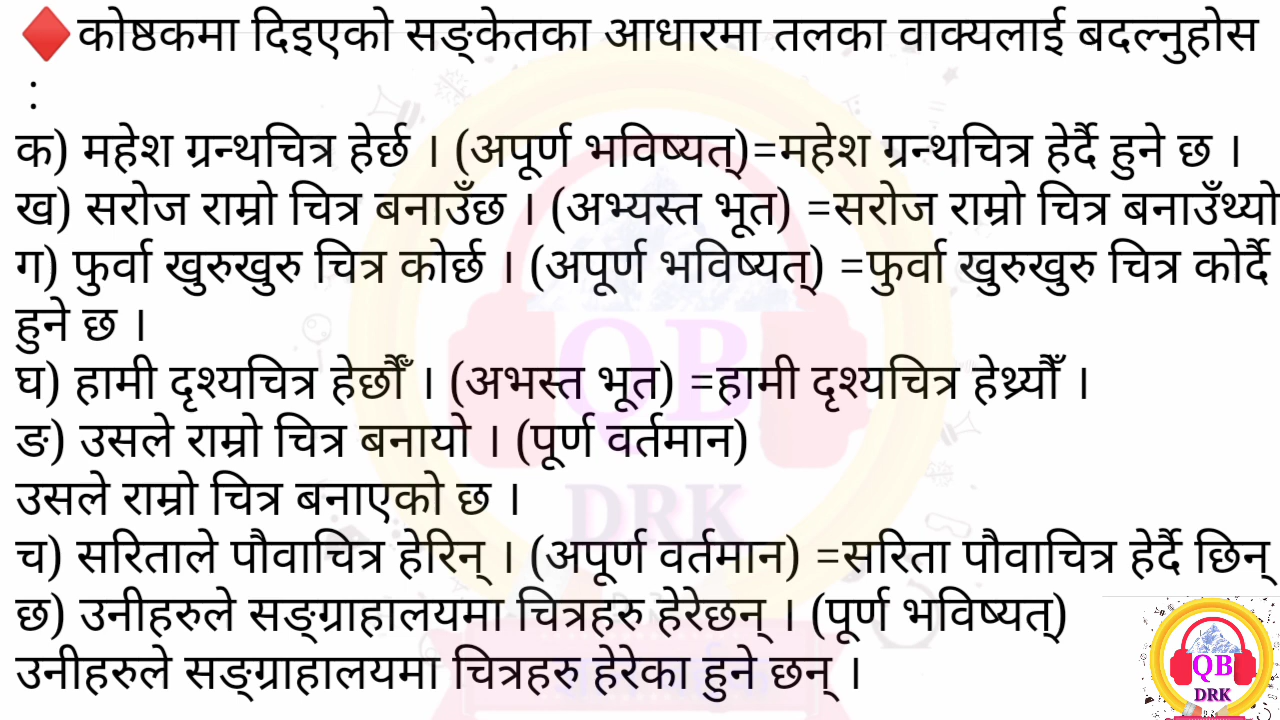 ♦कोष्ठकमा दिइएको सङ्केतका आधारमा तलका वाक्यलाई बदल्नुहोस
:
क) महेश ग्रन्थचित्र हेर्छ । (अपूर्ण भविष्यत्)=महेश ग्रन्थचित्र हेर्दै हुने छ ।
ख) सरोज राम्रो चित्र बनाउँछ । (अभ्यस्त भूत) =सरोज राम्रो चित्र बनाउँथ्यो
ग) फुर्वा खुरुखुरु चित्र कोर्छ । (अपूर्ण भविष्यत्) =फुर्वा खुरुखुरु चित्र कोर्दै
हुने छ ।
घ) हामी दृश्यचित्र हेर्छौँ । (अभस्त भूत) =हामी दृश्यचित्र हेर्थ्यौँ ।
ङ) उसले राम्रो चित्र बनायो । (पूर्ण वर्तमान)
उसले राम्रो चित्र बनाएको छ ।
च) सरिताले पौवाचित्र हेरिन् । (अपूर्ण वर्तमान) =सरिता पौवाचित्र हेर्दै छिन्
छ) उनीहरुले सङ्ग्राहालयमा चित्रहरु हेरेछन् । (पूर्ण भविष्यत्)
उनीहरुले सङ्ग्राहालयमा चित्रहरु हेरेका हुने छन् ।
QB
DRK
QB
DRK